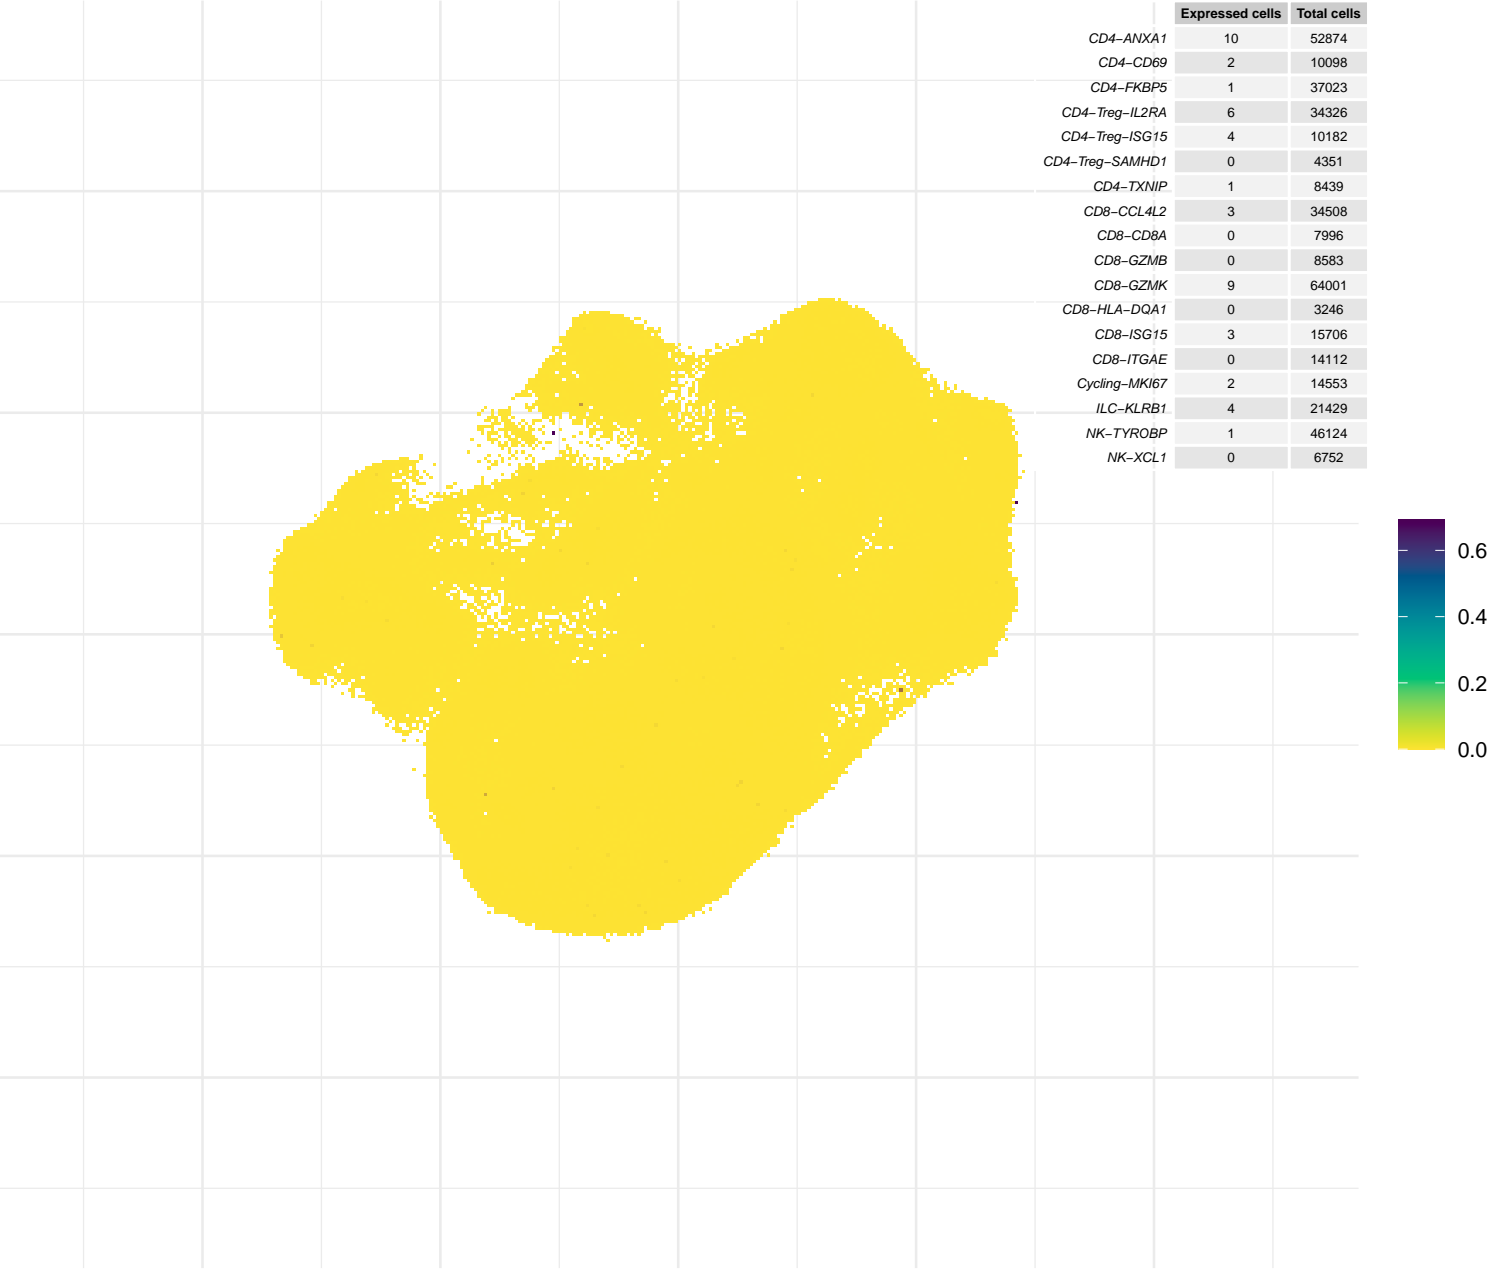 Expressed cells Total cells
CD4−ANXA1 10 52874
CD4−CD69 2 10098
CD4−FKBP5 1 37023
CD4−Treg−IL2RA 6 34326
CD4−Treg−ISG15 4 10182
CD4−Treg−SAMHD1 0 4351
CD4−TXNIP 1 8439
CD8−CCL4L2 3 34508
CD8−CD8A 0 7996
CD8−GZMB 0 8583
CD8−GZMK 9 64001
CD8−HLA−DQA1 0 3246
CD8−ISG15 3 15706
CD8−ITGAE 0 14112
Cycling−MKI67 2 14553
ILC−KLRB1 4 21429
NK−TYROBP 1 46124
NK−XCL1 0 6752
0.6
0.4
0.2
0.0